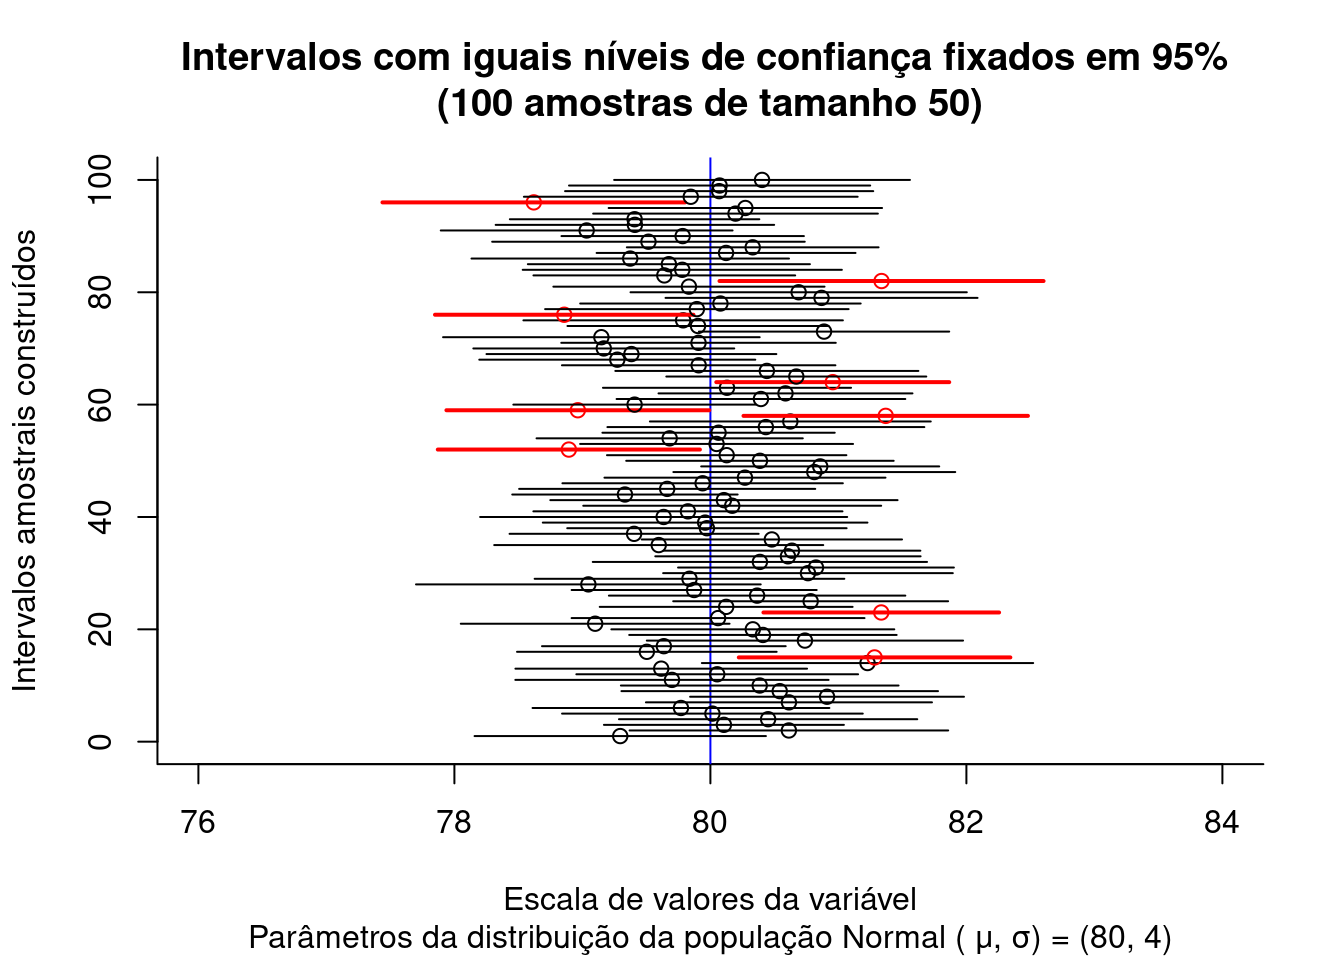 Intervalos com iguais níveis de confiança fixados em 95%
(100 amostras de tamanho 50)
Intervalos amostrais construídos
100
80
60
40
20
0
76 78 80 82 84
Escala de valores da variável
Parâmetros da distribuição da população Normal ( μ, σ) = (80, 4)